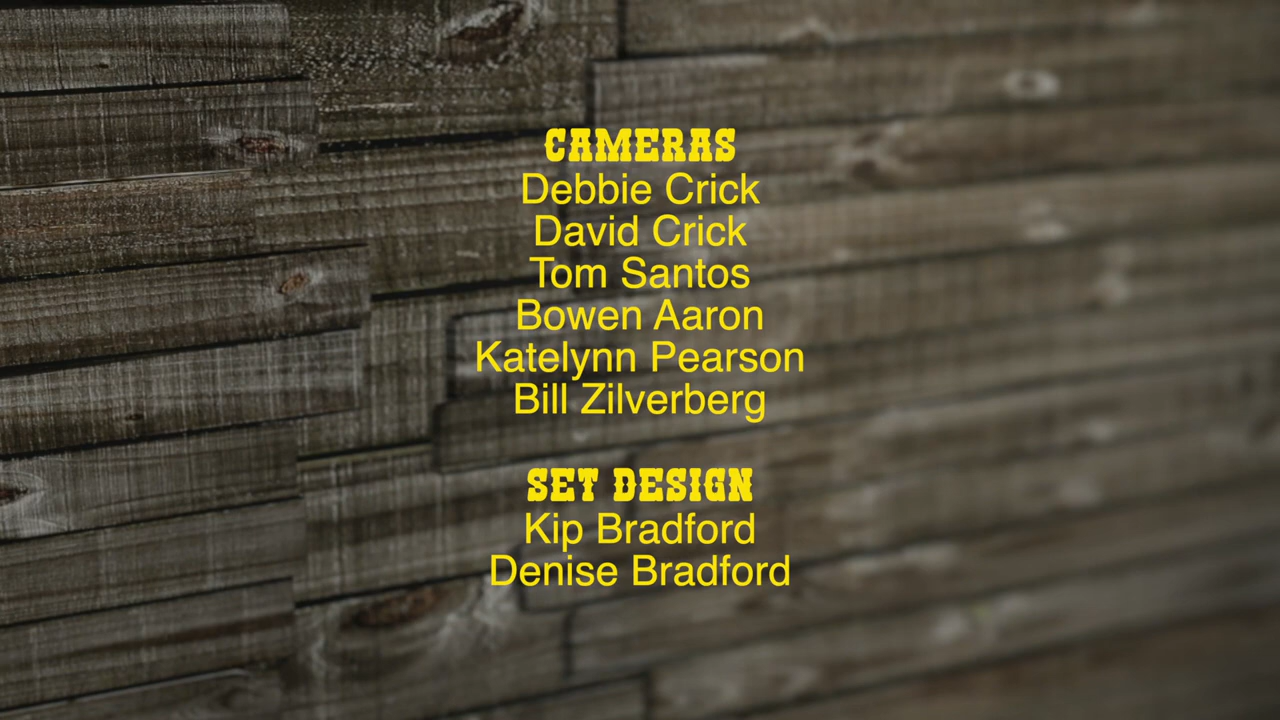 CAMERAS
Debbie Crick
David Crick
Tom Santos
Bowen Aaron
Katelynn Pearson
Bill Zilverberg
SET DESIGN
Kip Bradford
Denise Bradford